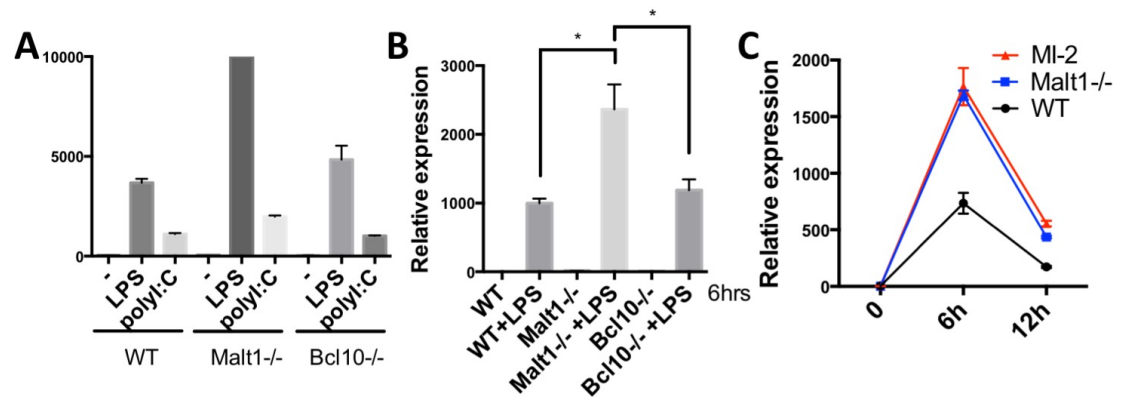 A
10000
5000
0
-
LPS
polyI:C
-
LPS
polyI:C
-
LPS
polyI:C
WT
Malt1-/-
Bcl10-/-
B
Relative expression
3000
2000
1000
0
*
*
WT
WT+LPS
Malt1-/-
Malt1-/- +LPS
Bcl10-/-
Bcl10-/- +LPS
6hrs
C
Relative expression
2000
1500
1000
500
0
MI-2
Malt1-/-
WT
0
6h
12h